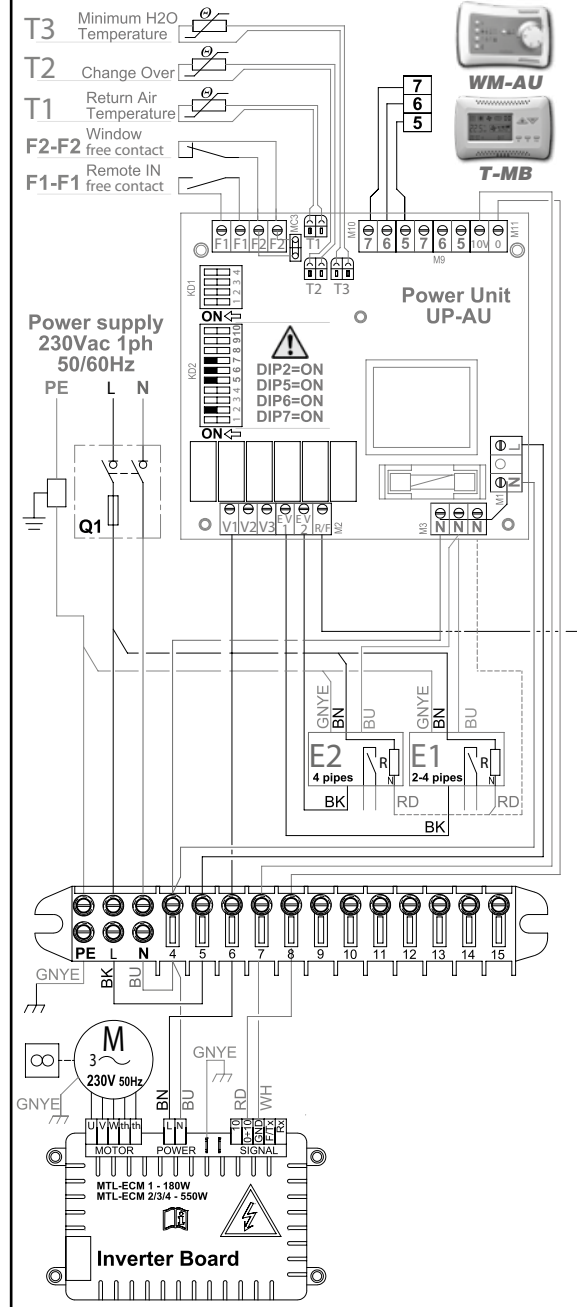 T3 Minimum H2O Temperature
T2 Change Over
T1 Return Air Temperature
F2-F2 Window free contact
F1-F1 Remote IN free contact
WM-AU
T-MB
7
6
5
F1 F1 F2 F2
MC3
T1
T2 T3
M10
7 6 5 7 6 5 10V 0
M11
M9
KD1
1 2 3 4
ON
KD2
1 2 3 4 5 6 7 8 9 10
ON
DIP2=ON
DIP5=ON
DIP6=ON
DIP7=ON
Power Unit
UP-AU
Power supply
230Vac 1ph
50/60Hz
PE L N
Q1
V1 V2 V3 EV1 EV2 R/F
M2
M3
N N N
M1
L
N
GNYE BN BU
GNYE BN BU
E2
4 pipes
R
N
E1
2-4 pipes
R
N
BK RD
BK RD
PE L N 4 5 6 7 8 9 10 11 12 13 14 15
GNYE BK BU
M
3
230V 50Hz
8
GNYE
BN BU
GNYE
RD WH
U V W th th
MOTOR
L N
POWER
10 0÷10 GND F/Tx Rx
SIGNAL
MTL-ECM 1 - 180W
MTL-ECM 2/3/4 - 550W
i
Inverter Board